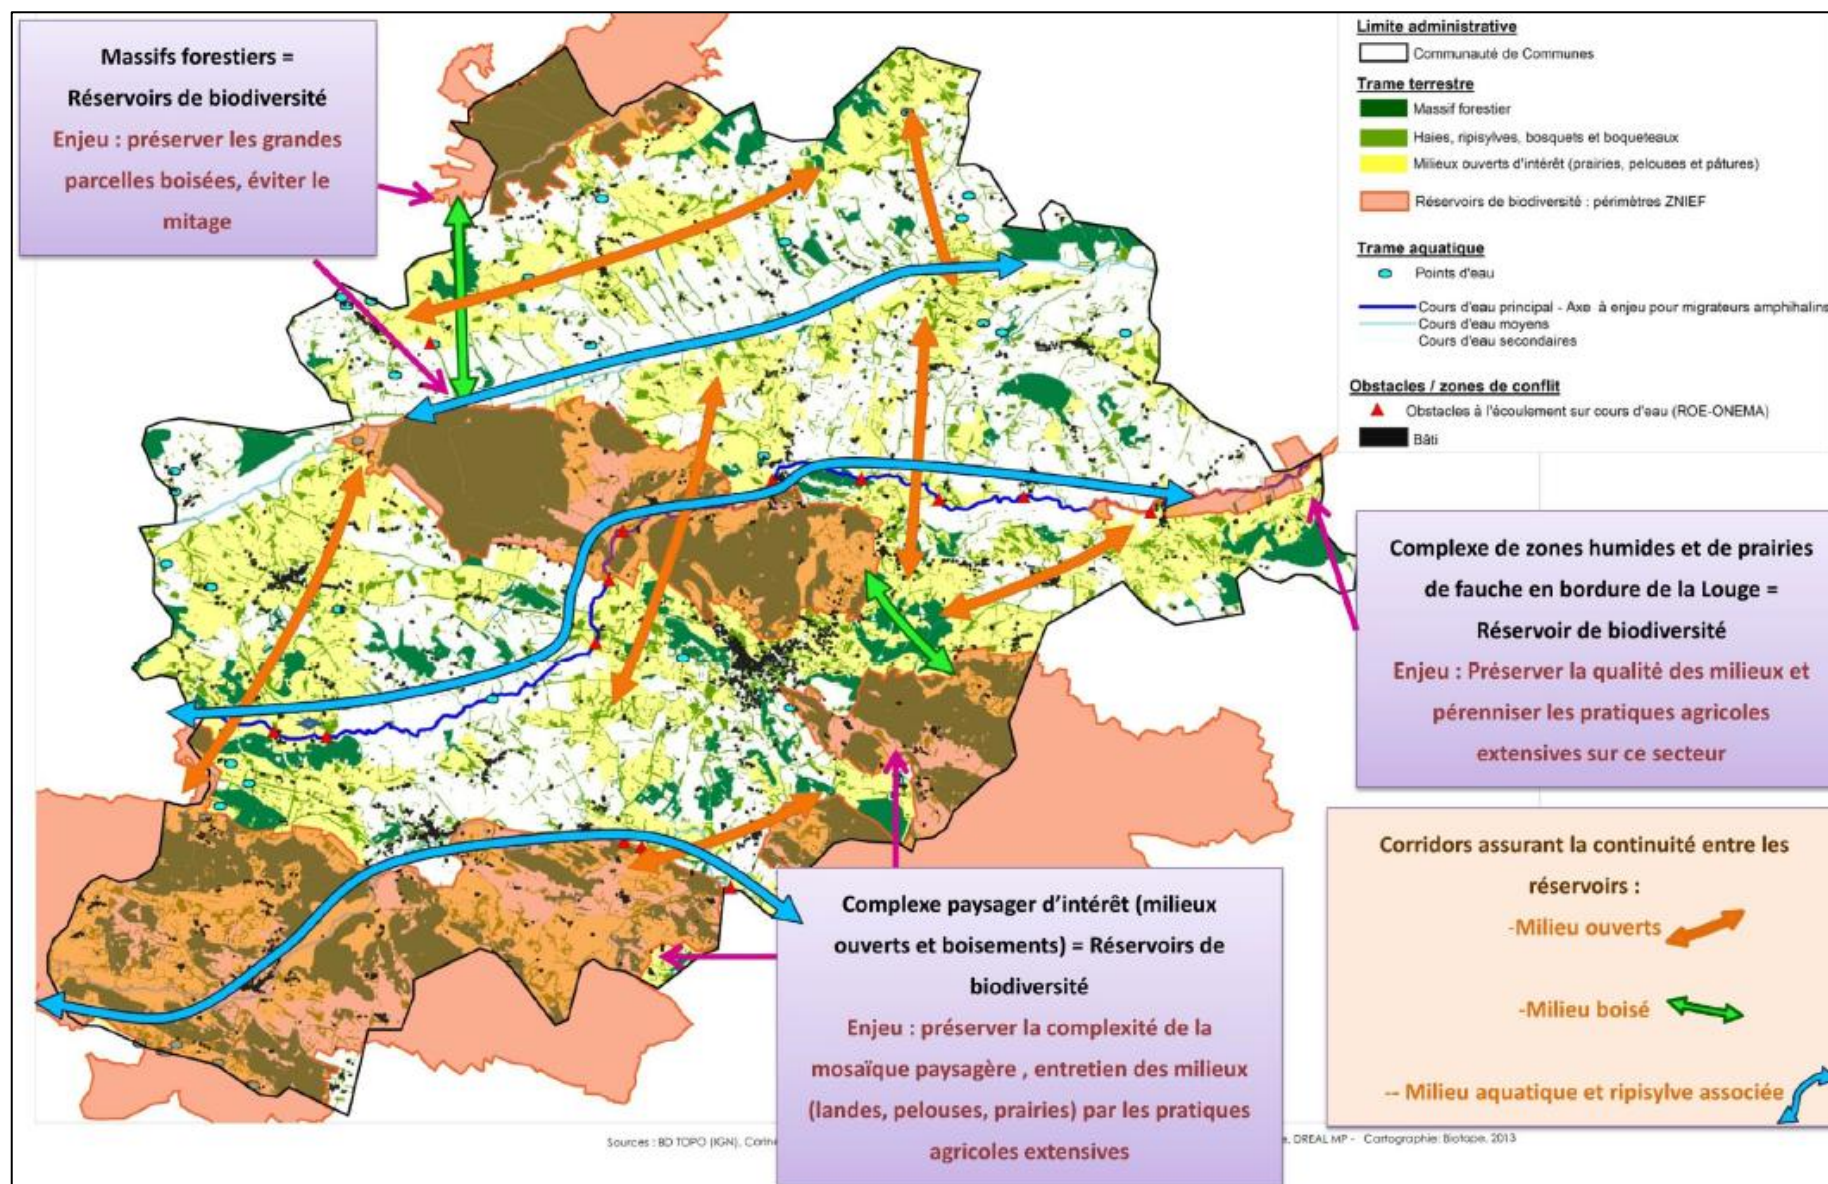 Massifs forestiers =
Réservoirs de biodiversité
Enjeu : préserver les grandes
parcelles boisées, éviter le
mitage
Limite administrative
Communauté de Communes
Trame terrestre
Massif forestier
Haies, ripisylves, bosquets et boqueteaux
Milieux ouverts d'intérêt (prairies, pelouses et pâtures)
Réservoirs de biodiversité : périmètres ZNIEF
Trame aquatique
Points d'eau
Cours d'eau principal - Axe à enjeu pour migrateurs amphihalins
Cours d'eau moyens
Cours d'eau secondaires
Obstacles / zones de conflit
Obstacles à l'écoulement sur cours d'eau (ROE-ONEMA)
Bâti
Complexe de zones humides et de prairies
de fauche en bordure de la Louge =
Réservoir de biodiversité
Enjeu : Préserver la qualité des milieux et
pérenniser les pratiques agricoles
extensives sur ce secteur
Complexe paysager d'intérêt (milieux
ouverts et boisements) = Réservoirs de
biodiversité
Enjeu : préserver la complexité de la
mosaïque paysagère , entretien des milieux
(landes, pelouses, prairies) par les pratiques
agricoles extensives
Corridors assurant la continuité entre les
réservoirs :
-Milieu ouverts
-Milieu boisé
-- Milieu aquatique et ripisylve associée
Sources : BD TOPO (IGN), Corine
, DREAL MP - Cartographie: Biotope, 2013